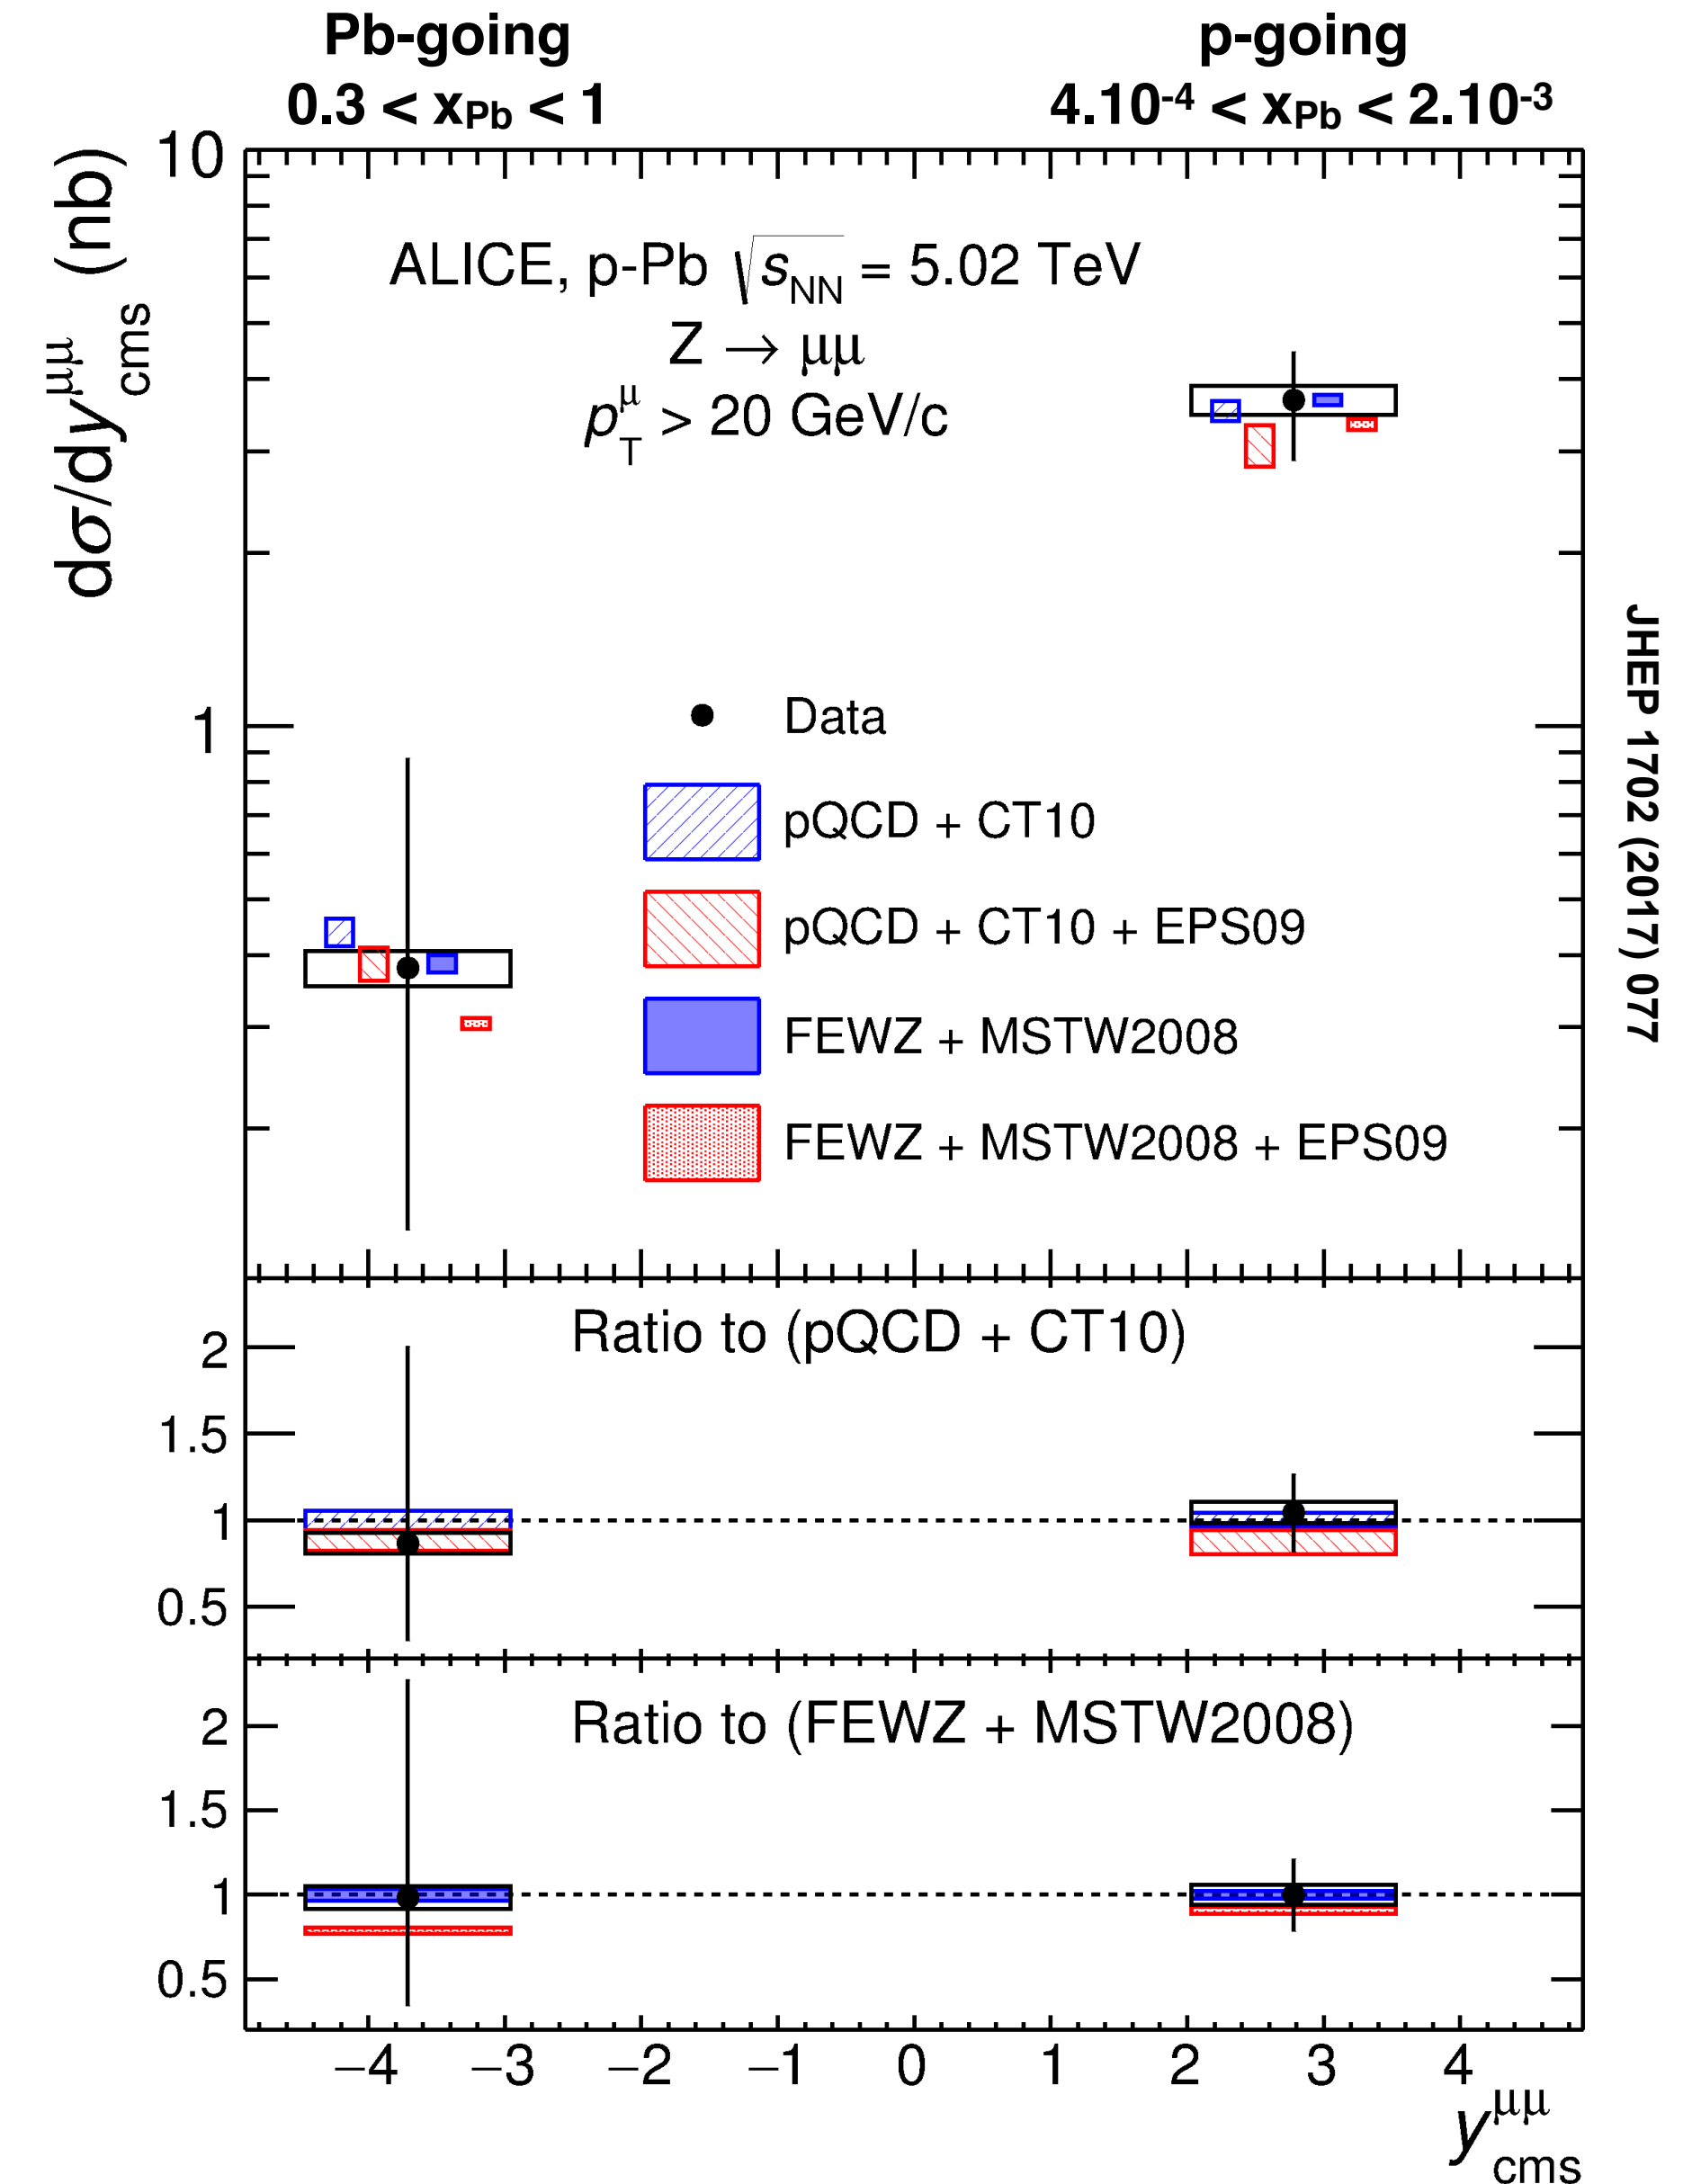 Pb-going
p-going
0.3 < xPb < 1
4.10-4 < xPb < 2.10-3
dσ/dyμμcms (nb)
10
ALICE, p-Pb √sNN = 5.02 TeV
Z → μμ
pμT > 20 GeV/c
1
Data
pQCD + CT10
pQCD + CT10 + EPS09
FEWZ + MSTW2008
FEWZ + MSTW2008 + EPS09
JHEP 1702 (2017) 077
Ratio to (pQCD + CT10)
2
1.5
1
0.5
Ratio to (FEWZ + MSTW2008)
2
1.5
1
0.5
−4 −3 −2 −1 0 1 2 3 4
yμμcms